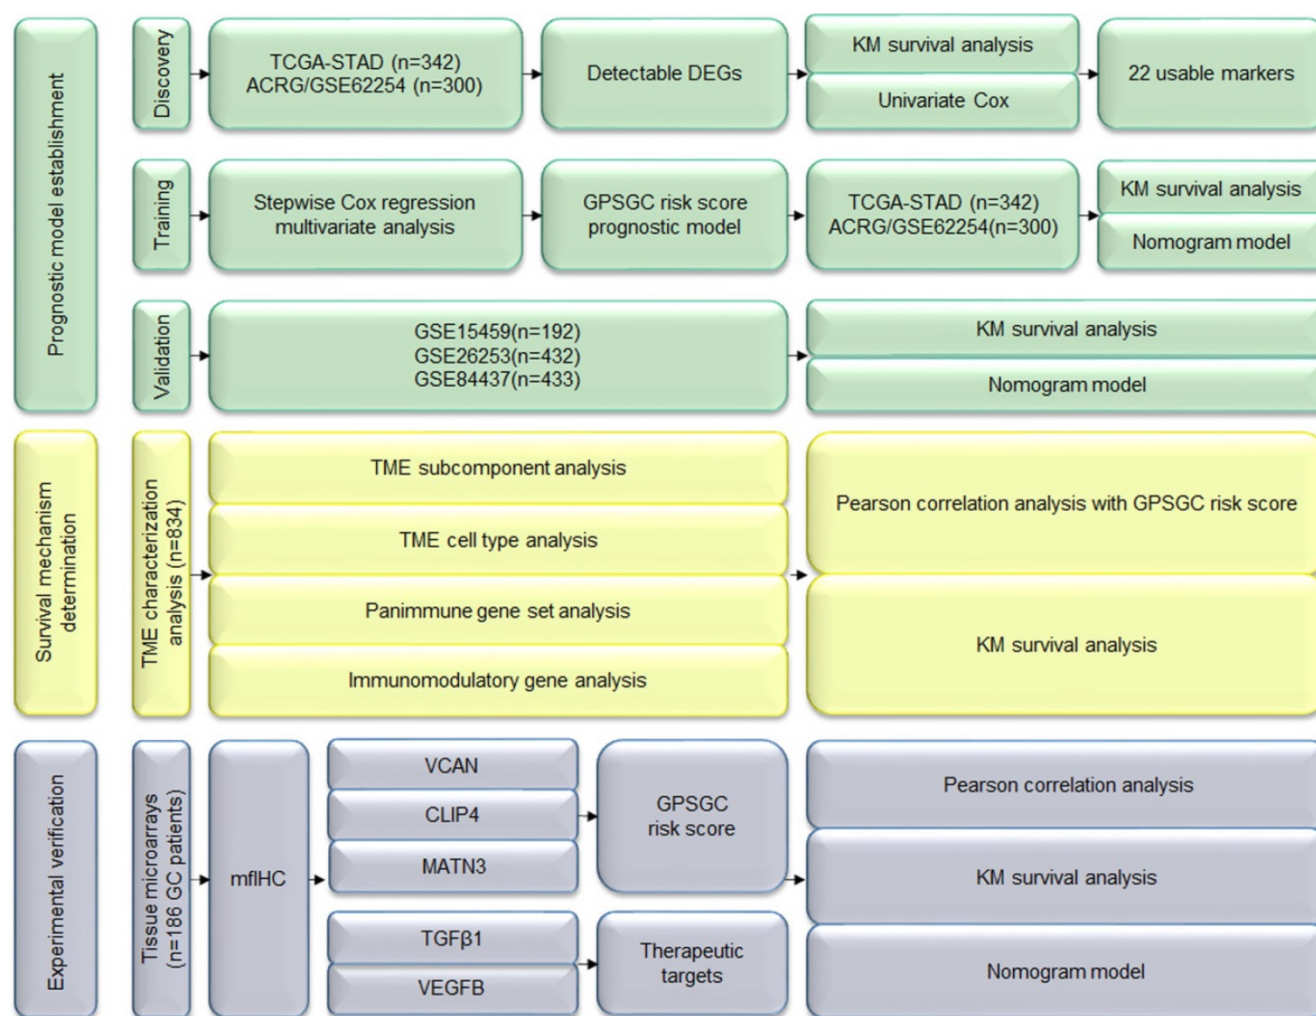 Prognostic model establishment
Discovery
TCGA-STAD (n=342)
ACRG/GSE62254 (n=300)
Detectable DEGs
KM survival analysis
Univariate Cox
22 usable markers
Training
Stepwise Cox regression
multivariate analysis
GPSGC risk score
prognostic model
TCGA-STAD (n=342)
ACRG/GSE62254(n=300)
KM survival analysis
Nomogram model
Validation
GSE15459(n=192)
GSE26253(n=432)
GSE84437(n=433)
KM survival analysis
Nomogram model
Survival mechanism
determination
TME characterization
analysis (n=834)
TME subcomponent analysis
TME cell type analysis
Panimmune gene set analysis
Immunomodulatory gene analysis
Pearson correlation analysis with GPSGC risk score
KM survival analysis
Experimental verification
Tissue microarrays
(n=186 GC patients)
mfIHC
VCAN
CLIP4
MATN3
GPSGC
risk score
TGFβ1
VEGFB
Therapeutic
targets
Pearson correlation analysis
KM survival analysis
Nomogram model